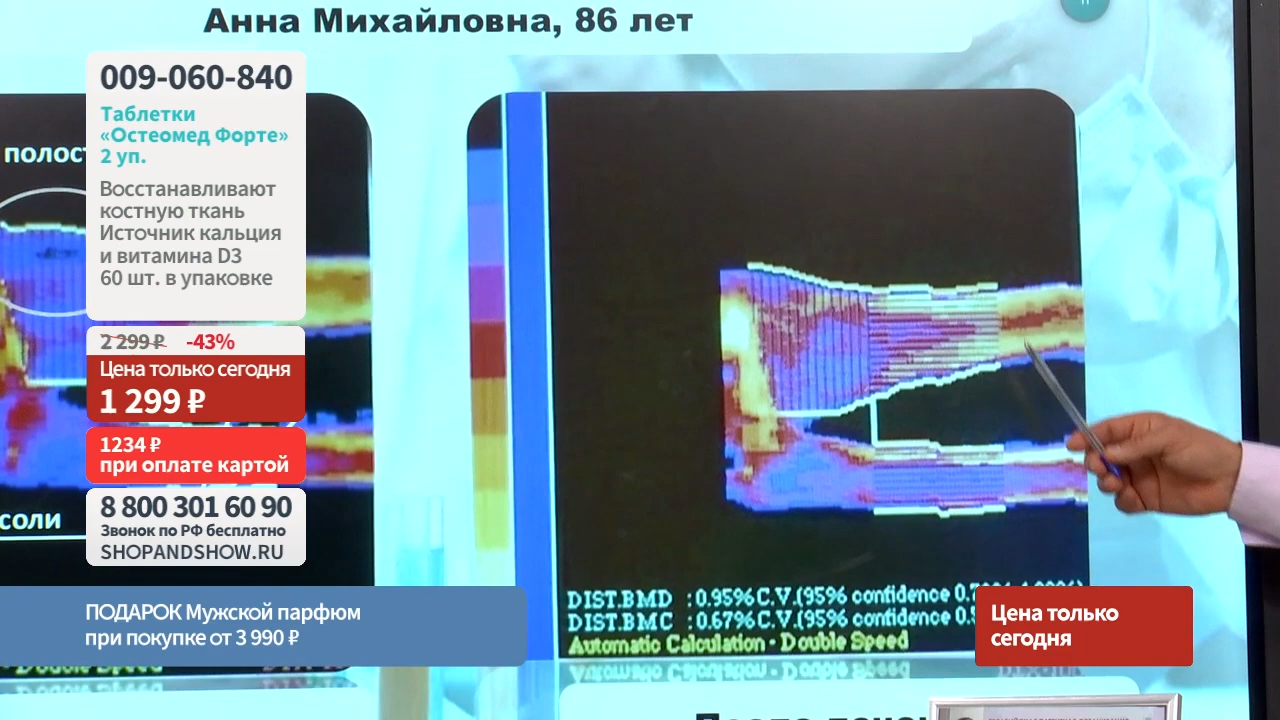 Анна Михайловна, 86 лет
009-060-840
Таблетки
«Остеомед Форте»
2 уп.
Восстанавливают
костную ткань
Источник кальция
и витамина D3
60 шт. в упаковке
2 299 ₽ -43%
Цена только сегодня
1 299 ₽
1234 ₽
при оплате картой
8 800 301 60 90
Звонок по РФ бесплатно
SHOPANDSHOW.RU
полост
соли
ПОДАРОК Мужской парфюм
при покупке от 3 990 ₽
DIST.BMD : 0.95% C.V.(95% confidence
DIST.BMC : 0.67% C.V.(95% confidence
Automatic Calculation · Double Speed
Цена только
сегодня